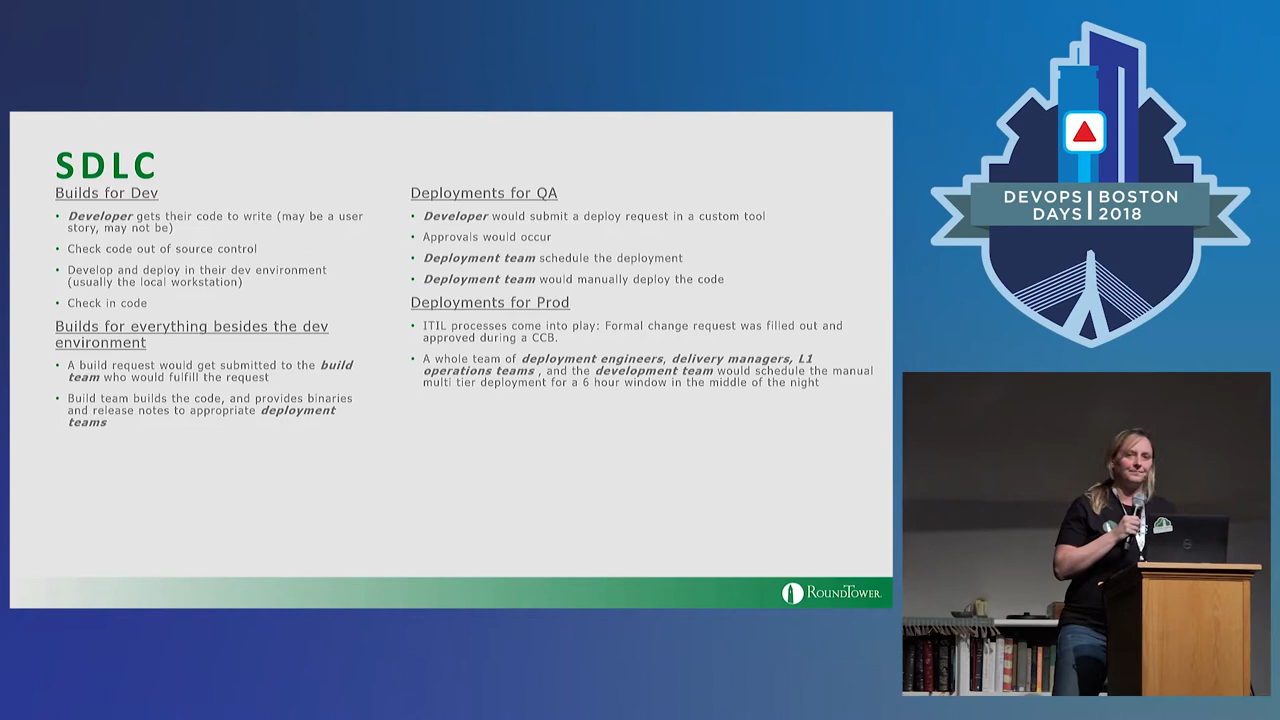 SDLC
Builds for Dev
• Developer gets their code to write (may be a user
story, may not be)
• Check code out of source control
• Develop and deploy in their dev environment
(usually the local workstation)
• Check in code
Builds for everything besides the dev
environment
• A build request would get submitted to the build
team who would fulfill the request
• Build team builds the code, and provides binaries
and release notes to appropriate deployment
teams
Deployments for QA
• Developer would submit a deploy request in a custom tool
• Approvals would occur
• Deployment team schedule the deployment
• Deployment team would manually deploy the code
Deployments for Prod
• ITIL processes come into play: Formal change request was filled out and
approved during a CCB.
• A whole team of deployment engineers, delivery managers, L1
operations teams , and the development team would schedule the manual
multi tier deployment for a 6 hour window in the middle of the night
ROUNDTOWER
DEVOPS BOSTON
DAYS 2018